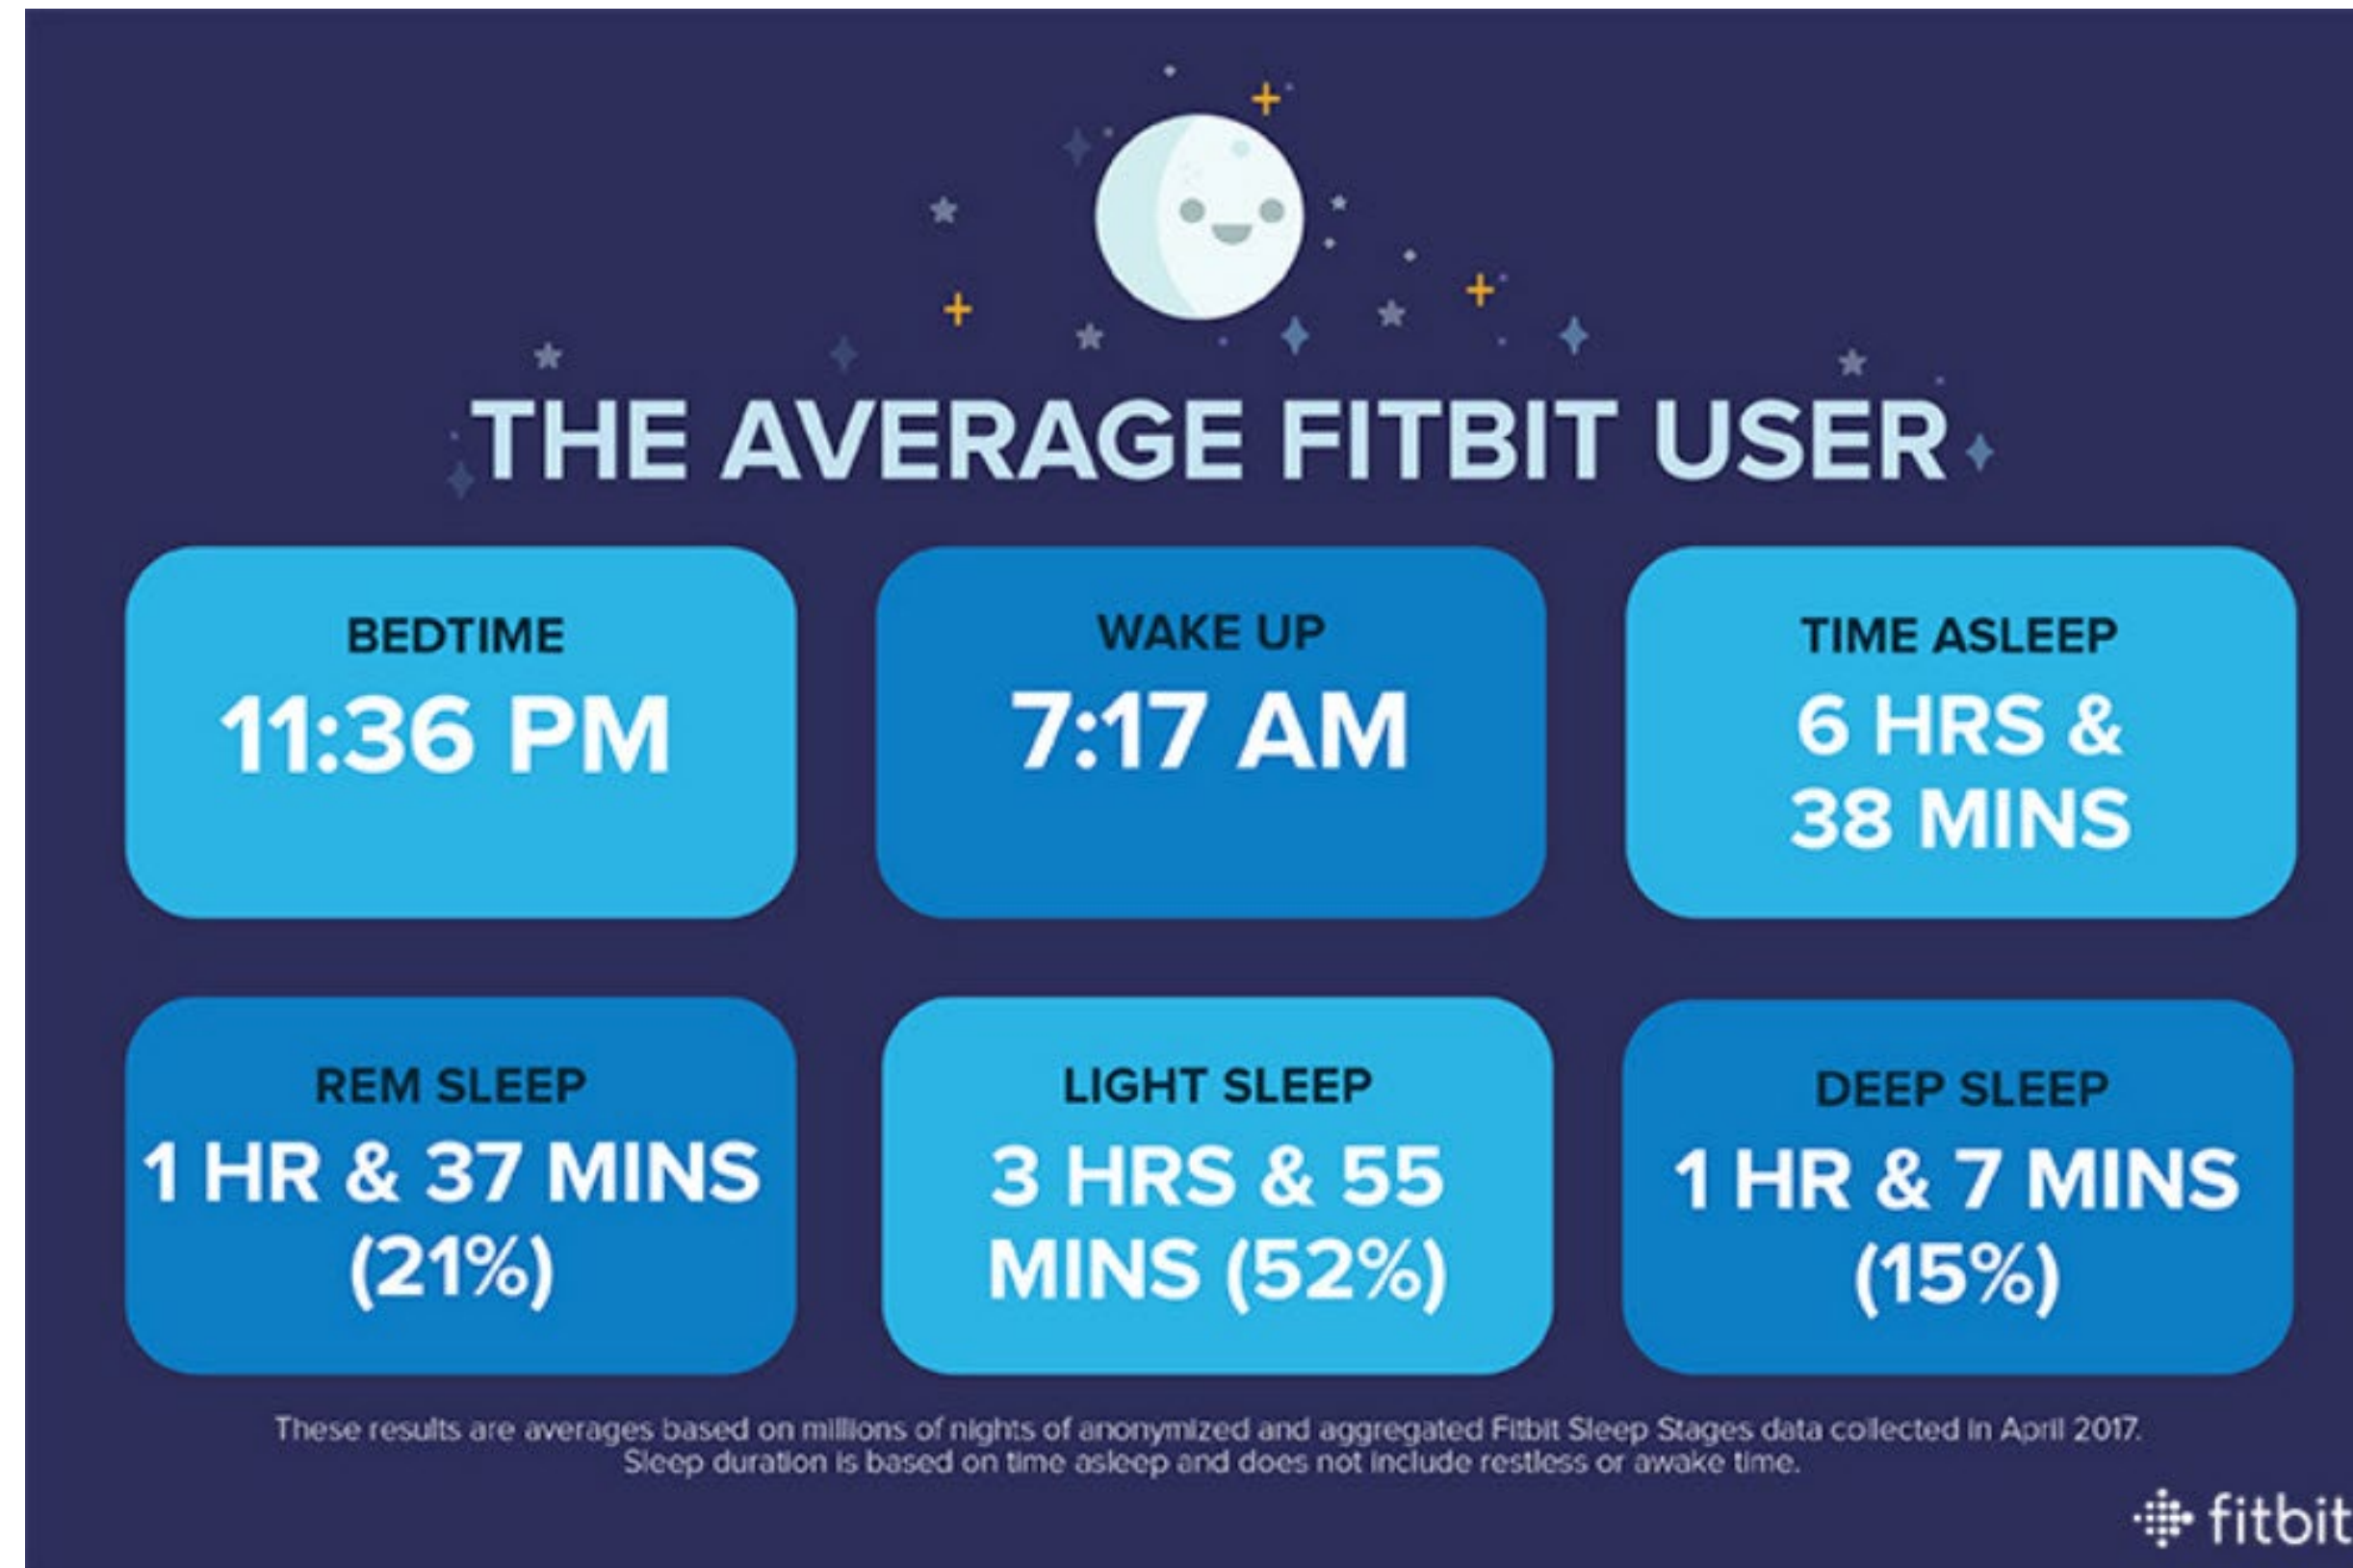 THE AVERAGE FITBIT USER
BEDTIME
11:36 PM
WAKE UP
7:17 AM
TIME ASLEEP
6 HRS &
38 MINS
REM SLEEP
1 HR & 37 MINS
(21%)
LIGHT SLEEP
3 HRS & 55
MINS (52%)
DEEP SLEEP
1 HR & 7 MINS
(15%)
These results are averages based on millions of nights of anonymized and aggregated Fitbit Sleep Stages data collected in April 2017.
Sleep duration is based on time asleep and does not include restless or awake time.
fitbit